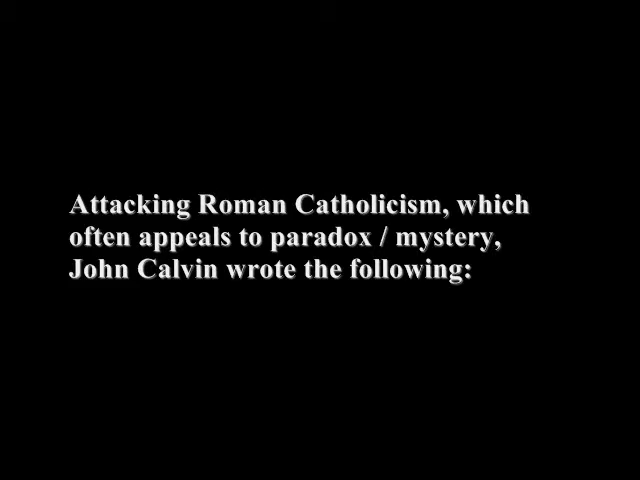 Attacking Roman Catholicism, which
often appeals to paradox / mystery,
John Calvin wrote the following: